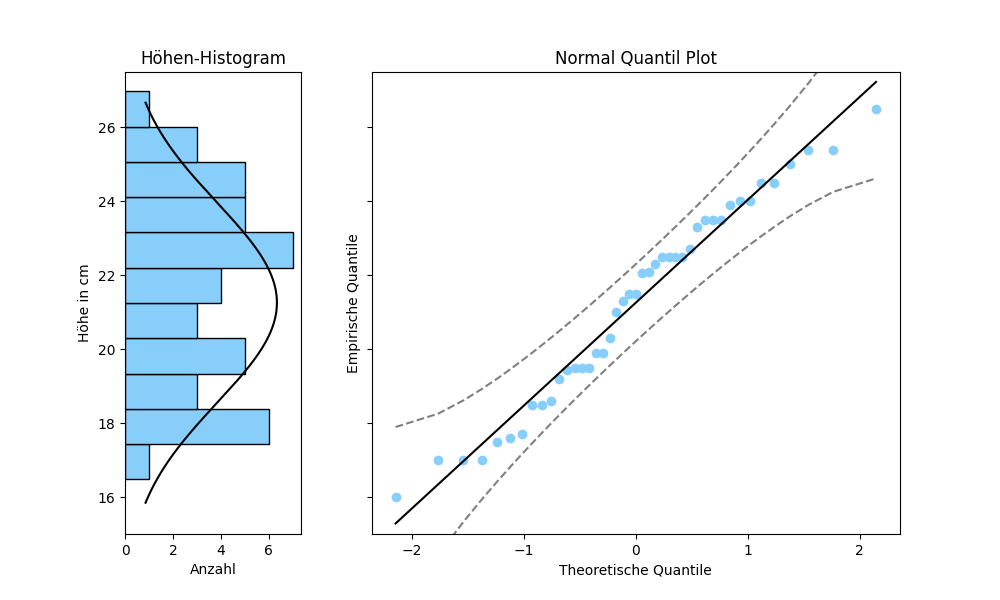 Höhen-Histogram
Normal Quantil Plot
Höhe in cm
26
24
22
20
18
16
0 2 4 6
Anzahl
Empirische Quantile
−2 −1 0 1 2
Theoretische Quantile